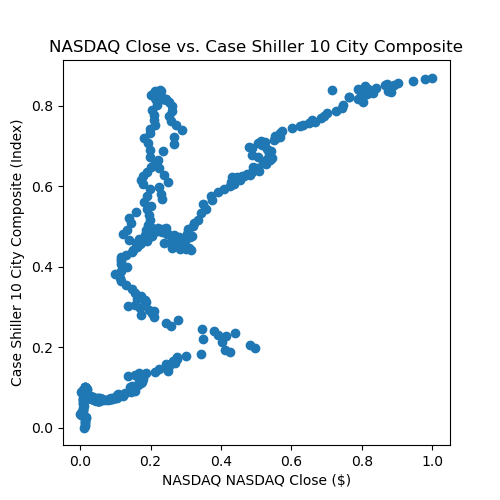 NASDAQ Close vs. Case Shiller 10 City Composite
Case Shiller 10 City Composite (Index)
0.8
0.6
0.4
0.2
0.0
0.0 0.2 0.4 0.6 0.8 1.0
NASDAQ NASDAQ Close ($)